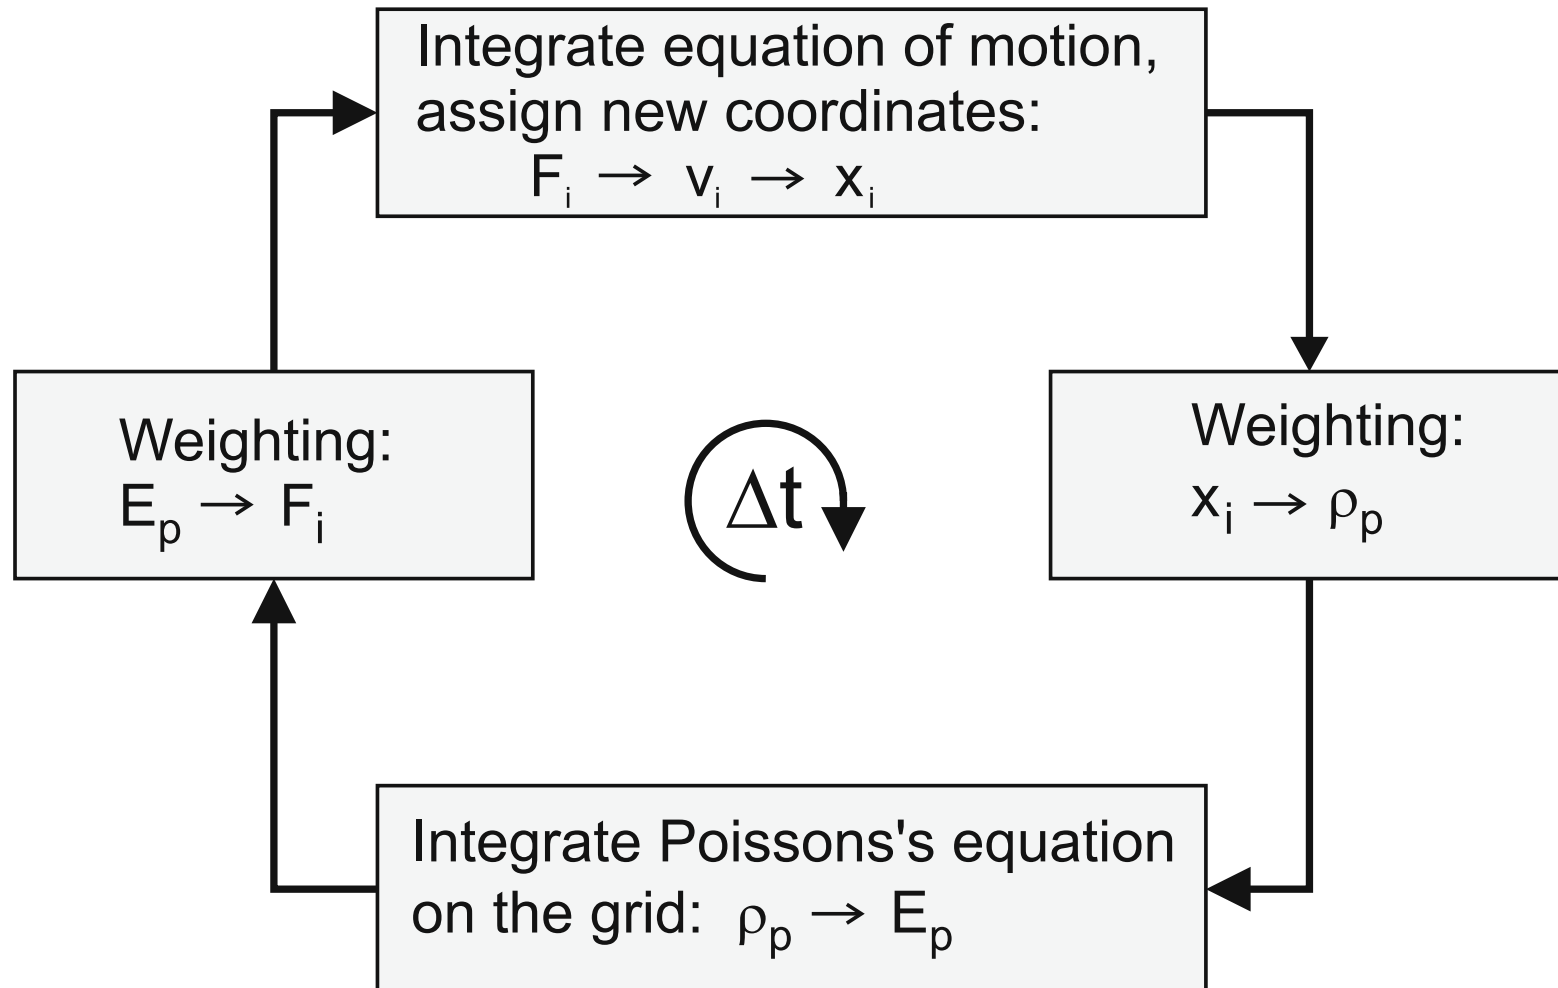 Integrate equation of motion,
assign new coordinates:
Fᵢ → vᵢ → xᵢ
Weighting:
Eₚ → Fᵢ
Δt
Weighting:
xᵢ → ρₚ
Integrate Poissons's equation
on the grid: ρₚ → Eₚ